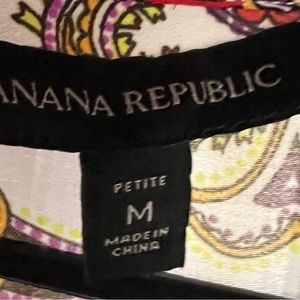 ANANA REPUBLIC
PETITE
M
MADE IN
CHINA